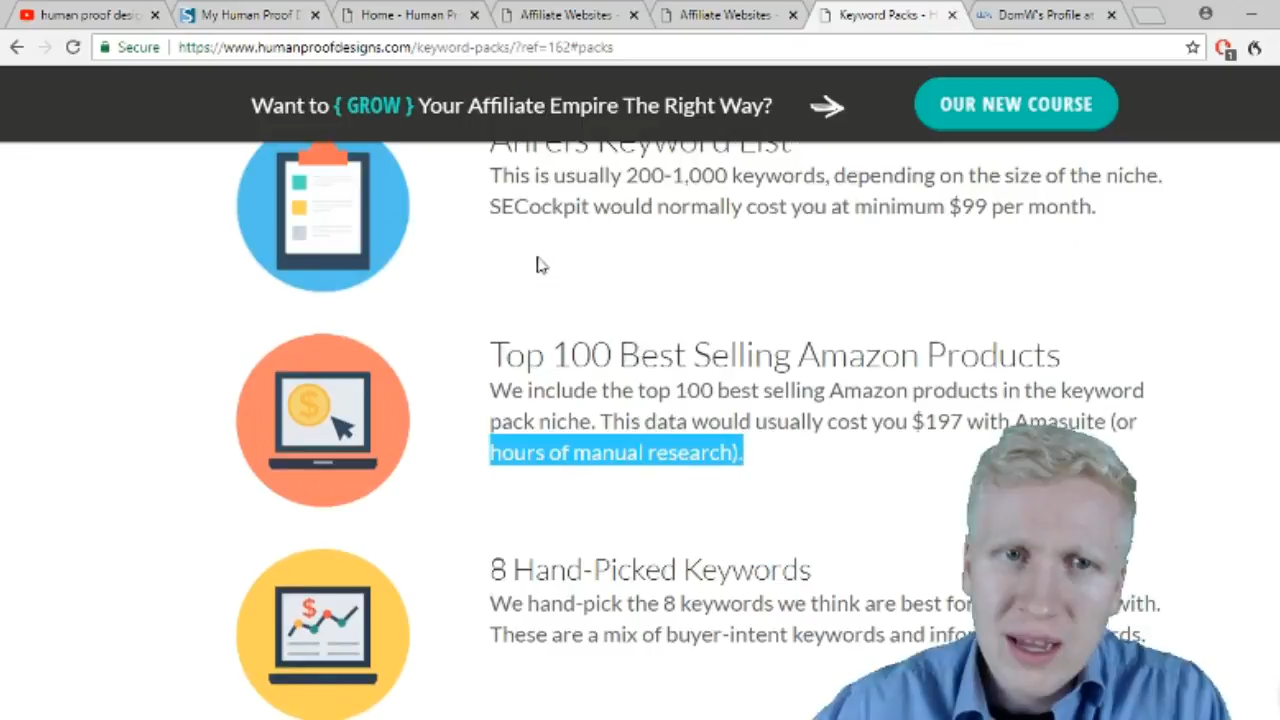 human proof desi
My Human Proof D
Home - Human Pr
Affiliate Websites -
Affiliate Websites -
Keyword Packs - H
DomW's Profile at
Secure
https://www.humanproofdesigns.com/keyword-packs/?ref=162#packs
1
Want to { GROW } Your Affiliate Empire The Right Way?
OUR NEW COURSE
Ahrefs Keyword List
This is usually 200-1,000 keywords, depending on the size of the niche.
SECockpit would normally cost you at minimum $99 per month.
Top 100 Best Selling Amazon Products
We include the top 100 best selling Amazon products in the keyword
pack niche. This data would usually cost you $197 with Amasuite (or
hours of manual research).
8 Hand-Picked Keywords
We hand-pick the 8 keywords we think are best for with.
These are a mix of buyer-intent keywords and